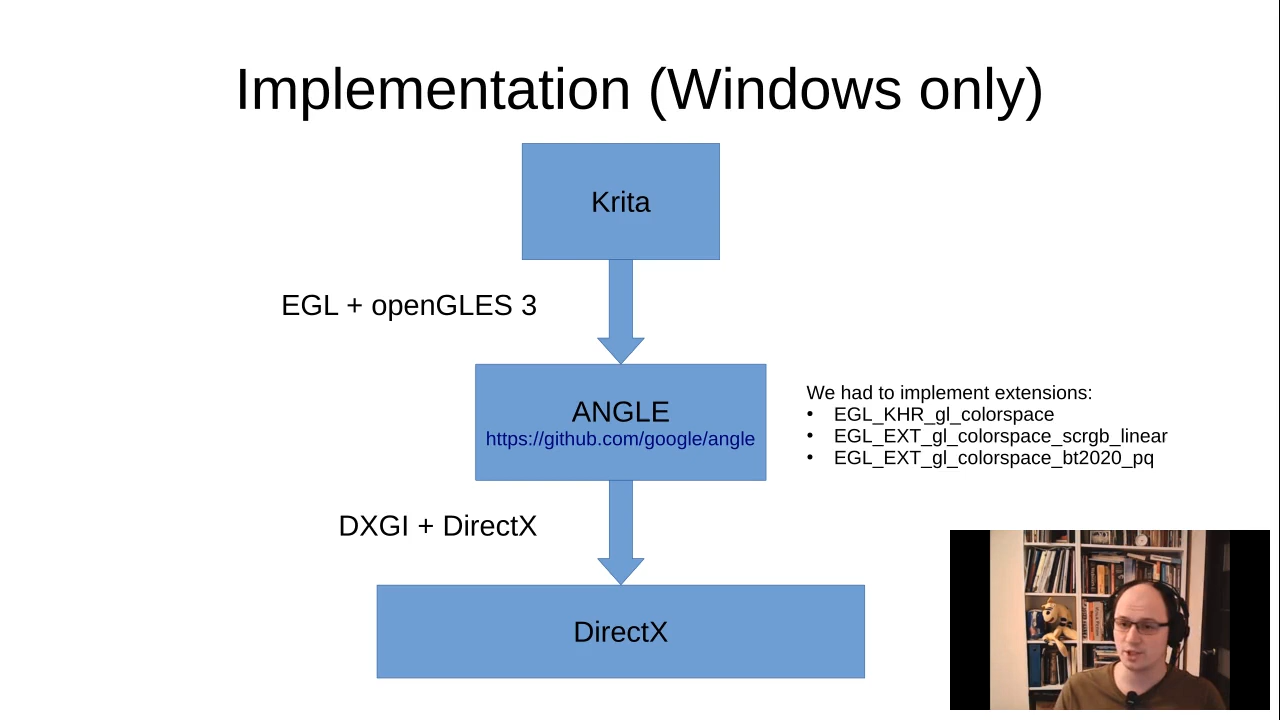 Implementation (Windows only)
Krita
EGL + openGLES 3
ANGLE
https://github.com/google/angle
We had to implement extensions:
• EGL_KHR_gl_colorspace
• EGL_EXT_gl_colorspace_scrgb_linear
• EGL_EXT_gl_colorspace_bt2020_pq
DXGI + DirectX
DirectX